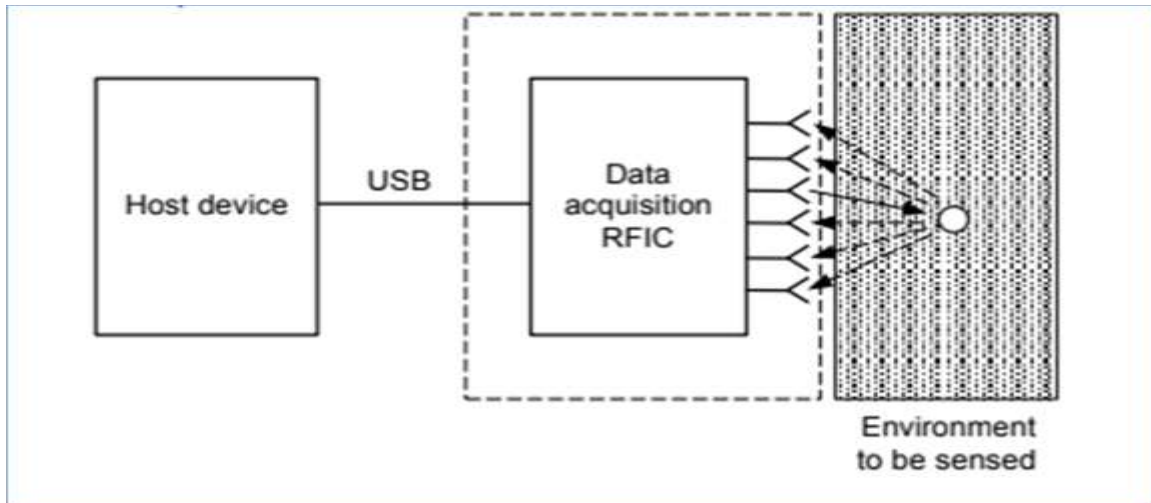 Host device
USB
Data
acquisition
RFIC
Environment
to be sensed